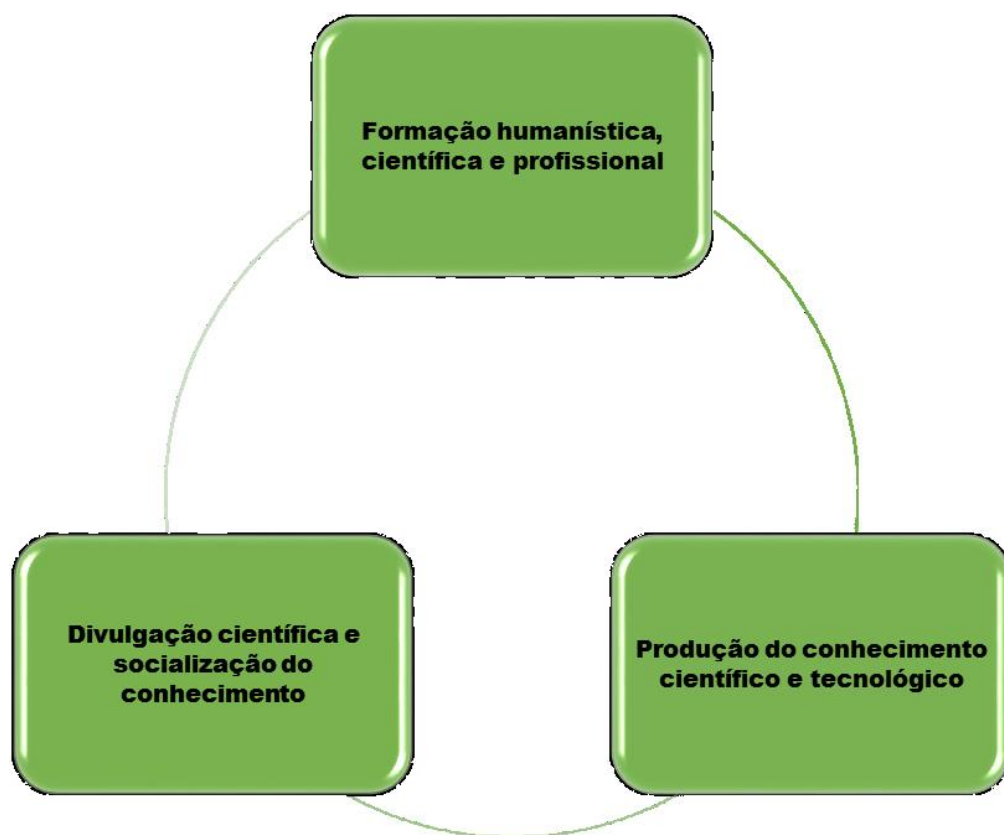 Formação humanística,
científica e profissional
Divulgação científica e
socialização do
conhecimento
Produção do conhecimento
científico e tecnológico